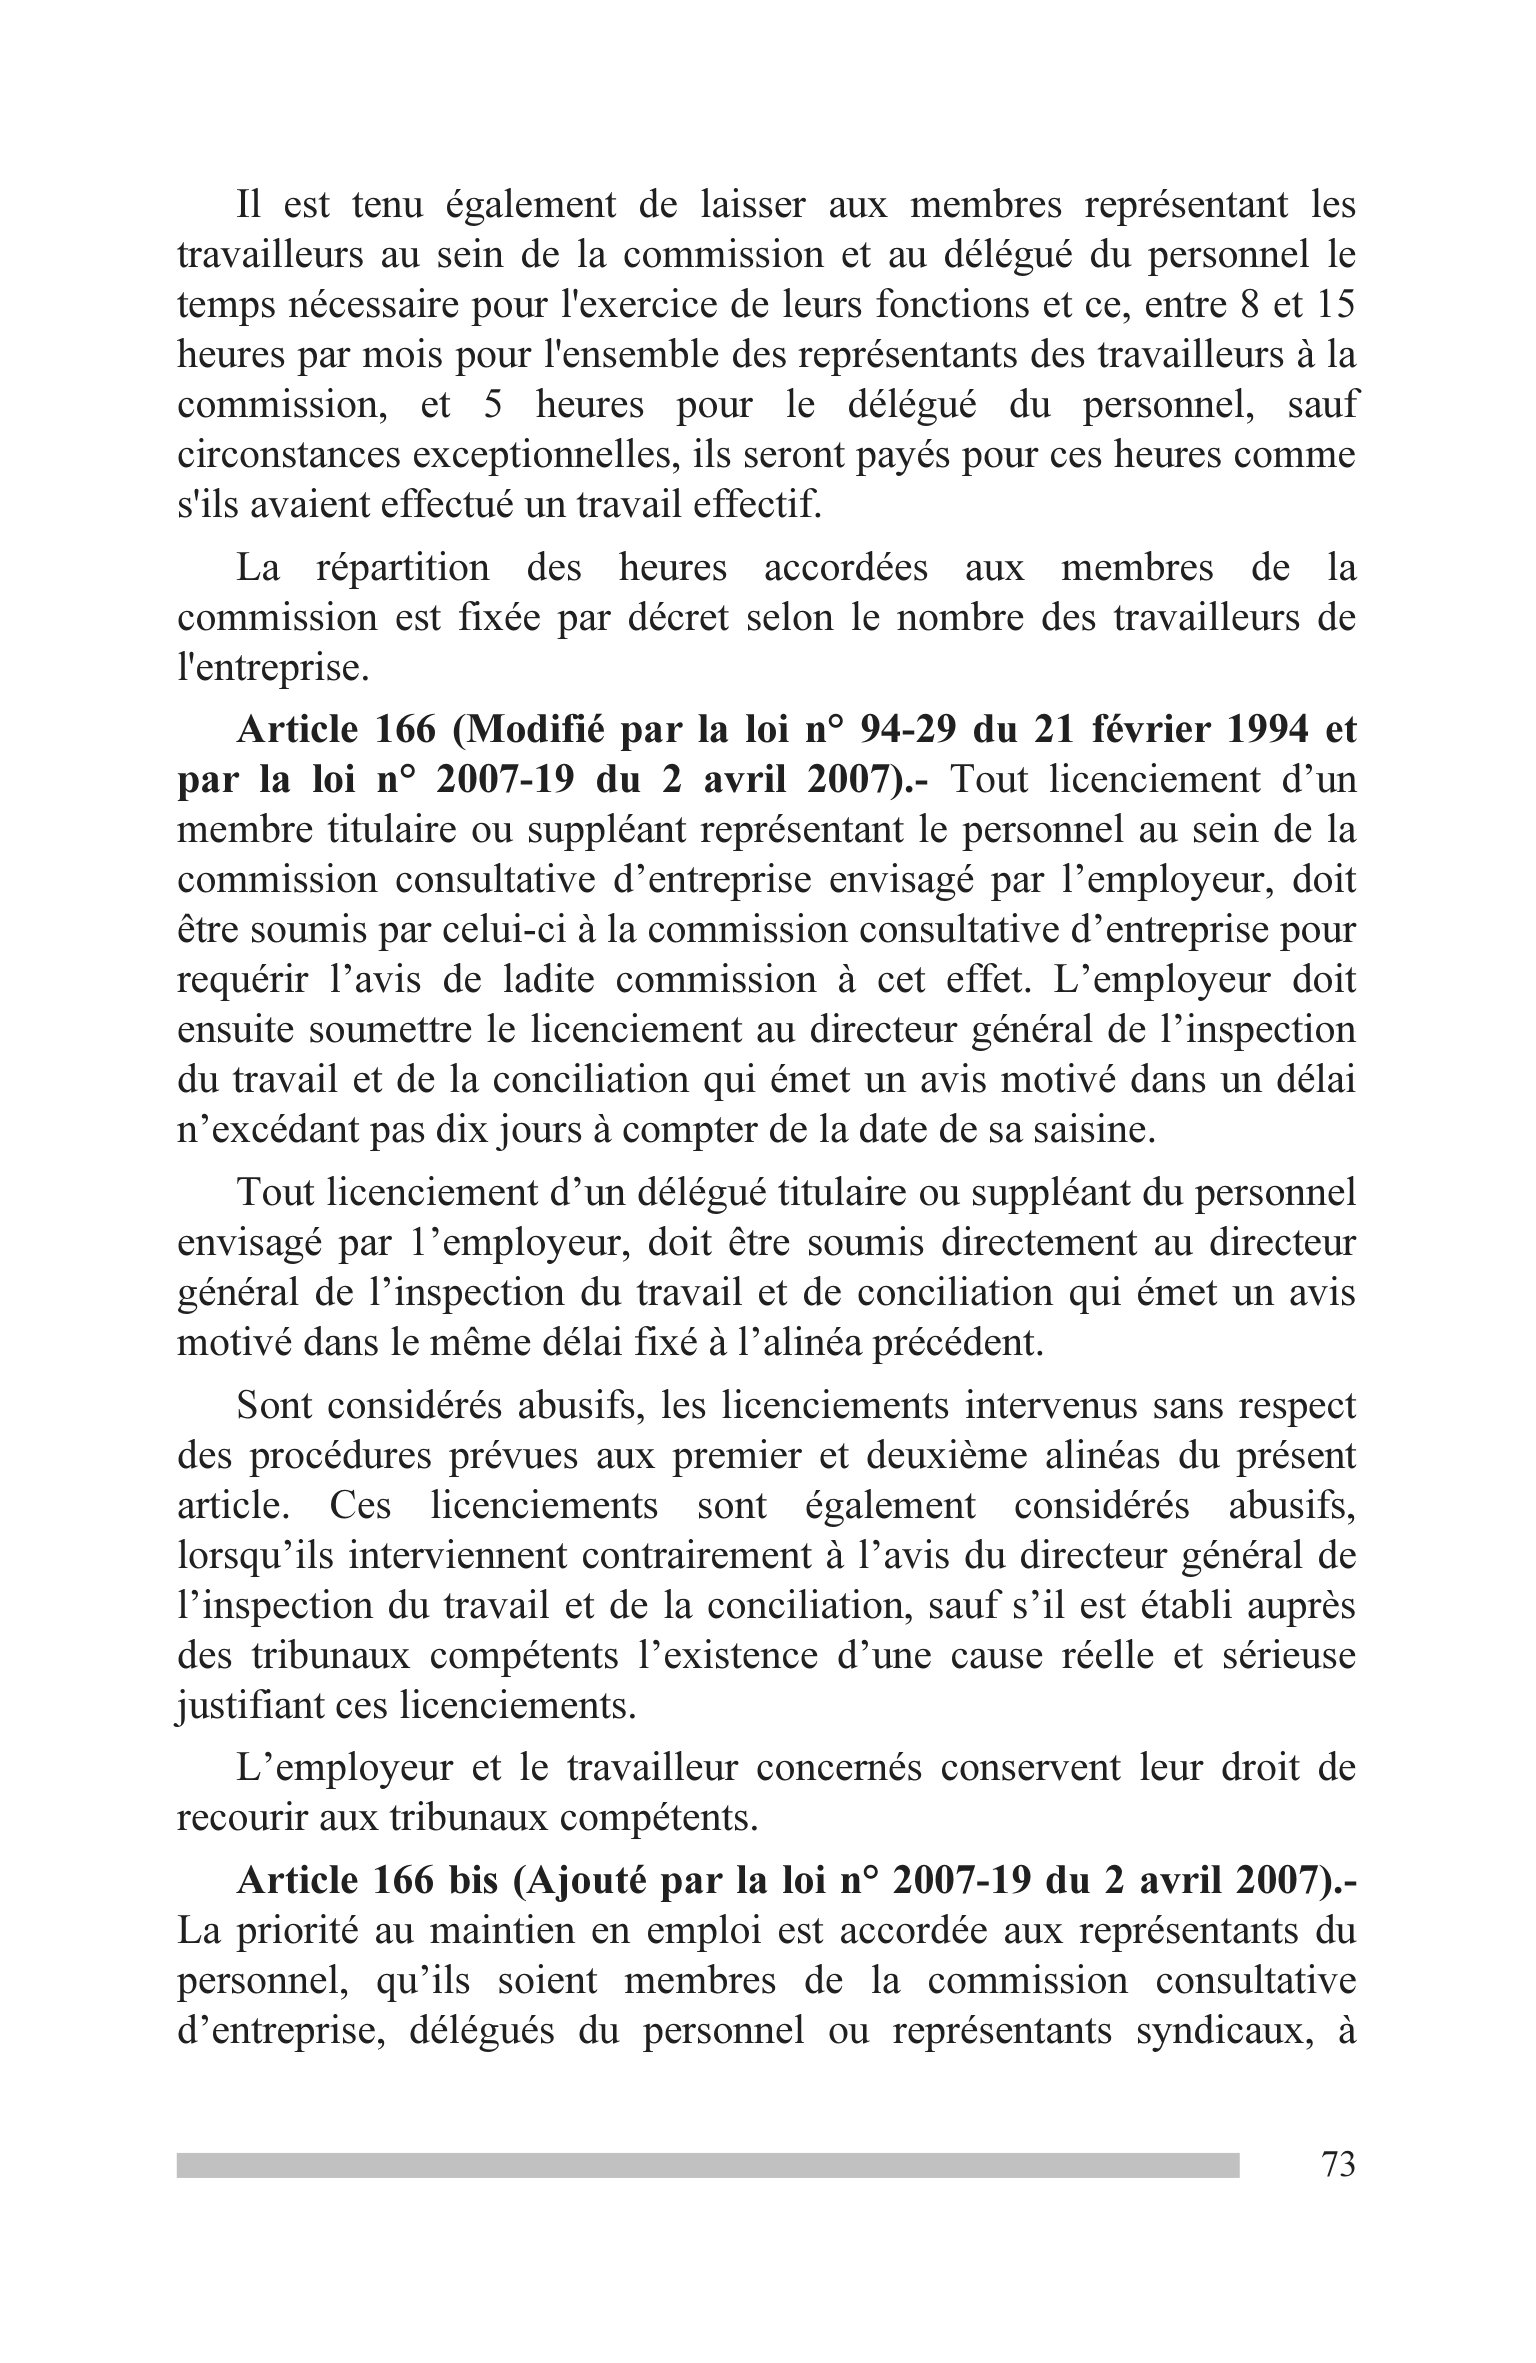 Il est tenu également de laisser aux membres représentant les
travailleurs au sein de la commission et au délégué du personnel le
temps nécessaire pour l'exercice de leurs fonctions et ce, entre 8 et 15
heures par mois pour l'ensemble des représentants des travailleurs à la
commission, et 5 heures pour le délégué du personnel, sauf
circonstances exceptionnelles, ils seront payés pour ces heures comme
s'ils avaient effectué un travail effectif.
La répartition des heures accordées aux membres de la
commission est fixée par décret selon le nombre des travailleurs de
l'entreprise.
Article 166 (Modifié par la loi n° 94-29 du 21 février 1994 et
par la loi n° 2007-19 du 2 avril 2007).- Tout licenciement d’un
membre titulaire ou suppléant représentant le personnel au sein de la
commission consultative d’entreprise envisagé par l’employeur, doit
être soumis par celui-ci à la commission consultative d’entreprise pour
requérir l’avis de ladite commission à cet effet. L’employeur doit
ensuite soumettre le licenciement au directeur général de l’inspection
du travail et de la conciliation qui émet un avis motivé dans un délai
n’excédant pas dix jours à compter de la date de sa saisine.
Tout licenciement d’un délégué titulaire ou suppléant du personnel
envisagé par 1’employeur, doit être soumis directement au directeur
général de l’inspection du travail et de conciliation qui émet un avis
motivé dans le même délai fixé à l’alinéa précédent.
Sont considérés abusifs, les licenciements intervenus sans respect
des procédures prévues aux premier et deuxième alinéas du présent
article. Ces licenciements sont également considérés abusifs,
lorsqu’ils interviennent contrairement à l’avis du directeur général de
l’inspection du travail et de la conciliation, sauf s’il est établi auprès
des tribunaux compétents l’existence d’une cause réelle et sérieuse
justifiant ces licenciements.
L’employeur et le travailleur concernés conservent leur droit de
recourir aux tribunaux compétents.
Article 166 bis (Ajouté par la loi n° 2007-19 du 2 avril 2007).-
La priorité au maintien en emploi est accordée aux représentants du
personnel, qu’ils soient membres de la commission consultative
d’entreprise, délégués du personnel ou représentants syndicaux, à
73